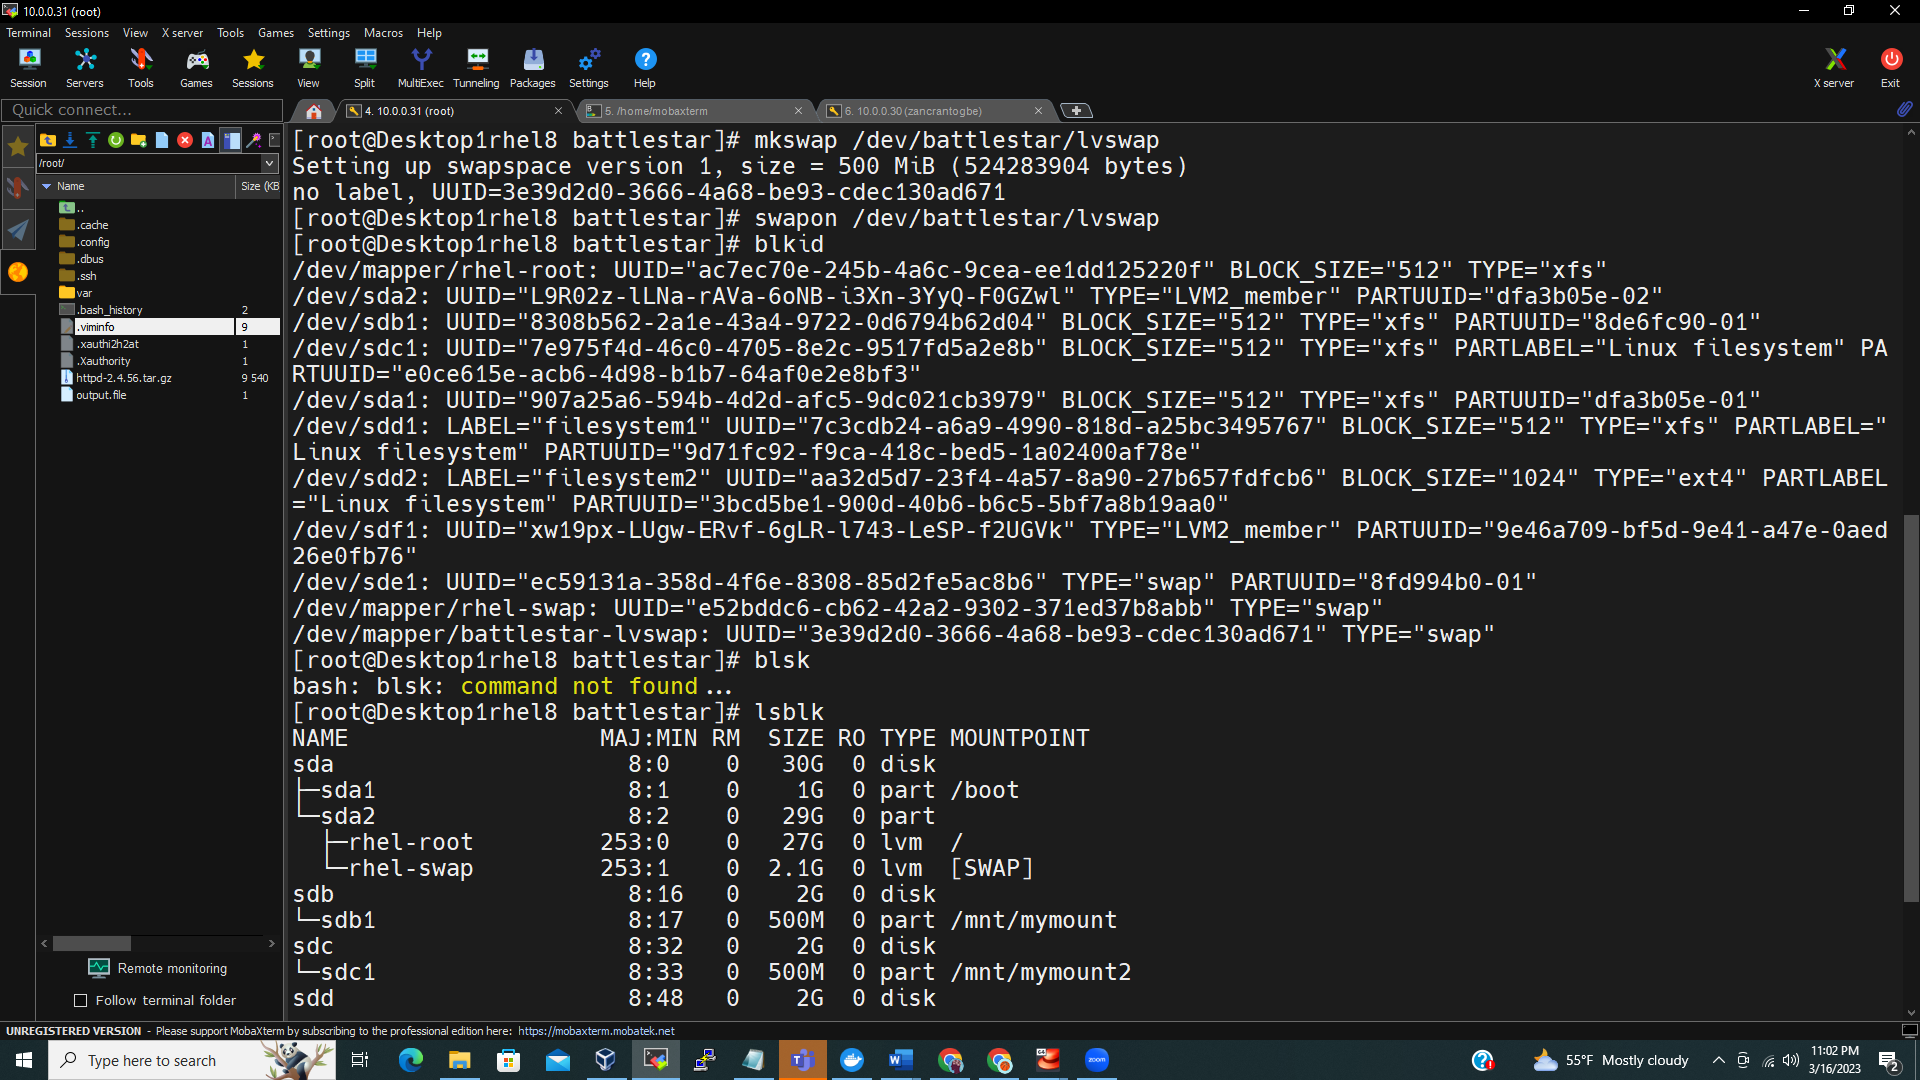 10.0.0.31 (root)
Terminal Sessions View X server Tools Games Settings Macros Help
Session Servers Tools Games Sessions View Split MultiExec Tunneling Packages Settings Help X server Exit
Quick connect...
4. 10.0.0.31 (root)
5. /home/mobaxterm
6. 10.0.0.30 (zancrantogbe)
/root/
Name Size (KB
..
.cache
.config
.dbus
.ssh
var
.bash_history 2
.viminfo 9
.xauthi2h2at 1
.Xauthority 1
httpd-2.4.56.tar.gz 9 540
output.file 1
Remote monitoring
Follow terminal folder
[root@Desktop1rhel8 battlestar]# mkswap /dev/battlestar/lvswap
Setting up swapspace version 1, size = 500 MiB (524283904 bytes)
no label, UUID=3e39d2d0-3666-4a68-be93-cdec130ad671
[root@Desktop1rhel8 battlestar]# swapon /dev/battlestar/lvswap
[root@Desktop1rhel8 battlestar]# blkid
/dev/mapper/rhel-root: UUID="ac7ec70e-245b-4a6c-9cea-ee1dd125220f" BLOCK_SIZE="512" TYPE="xfs"
/dev/sda2: UUID="L9R02z-lLNa-rAVa-6oNB-i3Xn-3YyQ-F0GZwl" TYPE="LVM2_member" PARTUUID="dfa3b05e-02"
/dev/sdb1: UUID="8308b562-2a1e-43a4-9722-0d6794b62d04" BLOCK_SIZE="512" TYPE="xfs" PARTUUID="8de6fc90-01"
/dev/sdc1: UUID="7e975f4d-46c0-4705-8e2c-9517fd5a2e8b" BLOCK_SIZE="512" TYPE="xfs" PARTLABEL="Linux filesystem" PA
RTUUID="e0ce615e-acb6-4d98-b1b7-64af0e2e8bf3"
/dev/sda1: UUID="907a25a6-594b-4d2d-afc5-9dc021cb3979" BLOCK_SIZE="512" TYPE="xfs" PARTUUID="dfa3b05e-01"
/dev/sdd1: LABEL="filesystem1" UUID="7c3cdb24-a6a9-4990-818d-a25bc3495767" BLOCK_SIZE="512" TYPE="xfs" PARTLABEL="
Linux filesystem" PARTUUID="9d71fc92-f9ca-418c-bed5-1a02400af78e"
/dev/sdd2: LABEL="filesystem2" UUID="aa32d5d7-23f4-4a57-8a90-27b657fdfcb6" BLOCK_SIZE="1024" TYPE="ext4" PARTLABEL
="Linux filesystem" PARTUUID="3bcd5be1-900d-40b6-b6c5-5bf7a8b19aa0"
/dev/sdf1: UUID="xw19px-LUgw-ERvf-6gLR-l743-LeSP-f2UGVk" TYPE="LVM2_member" PARTUUID="9e46a709-bf5d-9e41-a47e-0aed
26e0fb76"
/dev/sde1: UUID="ec59131a-358d-4f6e-8308-85d2fe5ac8b6" TYPE="swap" PARTUUID="8fd994b0-01"
/dev/mapper/rhel-swap: UUID="e52bddc6-cb62-42a2-9302-371ed37b8abb" TYPE="swap"
/dev/mapper/battlestar-lvswap: UUID="3e39d2d0-3666-4a68-be93-cdec130ad671" TYPE="swap"
[root@Desktop1rhel8 battlestar]# blsk
bash: blsk: command not found...
[root@Desktop1rhel8 battlestar]# lsblk
NAME MAJ:MIN RM SIZE RO TYPE MOUNTPOINT
sda 8:0 0 30G 0 disk
├─sda1 8:1 0 1G 0 part /boot
└─sda2 8:2 0 29G 0 part
├─rhel-root 253:0 0 27G 0 lvm /
└─rhel-swap 253:1 0 2.1G 0 lvm [SWAP]
sdb 8:16 0 2G 0 disk
└─sdb1 8:17 0 500M 0 part /mnt/mymount
sdc 8:32 0 2G 0 disk
└─sdc1 8:33 0 500M 0 part /mnt/mymount2
sdd 8:48 0 2G 0 disk
UNREGISTERED VERSION - Please support MobaXterm by subscribing to the professional edition here: https://mobaxterm.mobatek.net
Type here to search
zoom
55°F Mostly cloudy
11:02 PM
3/16/2023
2